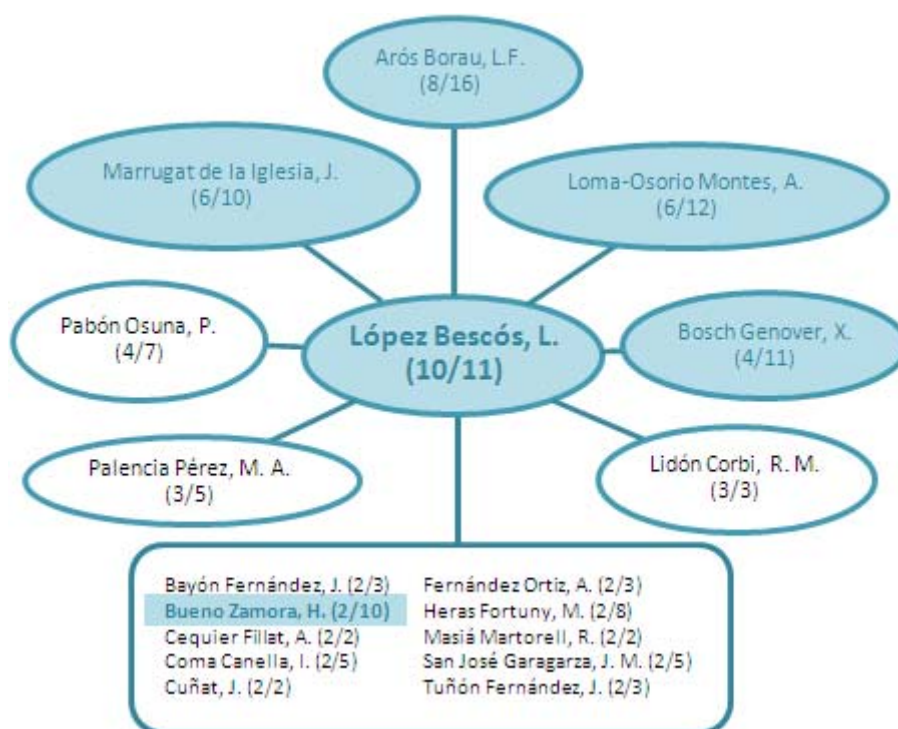 Arós Borau, L.F.
(8/16)
Marrugat de la Iglesia, J.
(6/10)
Loma-Osorio Montes, A.
(6/12)
Pabón Osuna, P.
(4/7)
López Bescós, L.
(10/11)
Bosch Genover, X.
(4/11)
Palencia Pérez, M. A.
(3/5)
Lidón Corbi, R. M.
(3/3)
Bayón Fernández, J. (2/3)
Bueno Zamora, H. (2/10)
Cequier Fillat, A. (2/2)
Coma Canella, I. (2/5)
Cuñat, J. (2/2)
Fernández Ortiz, A. (2/3)
Heras Fortuny, M. (2/8)
Masiá Martorell, R. (2/2)
San José Garagarza, J. M. (2/5)
Tuñón Fernández, J. (2/3)